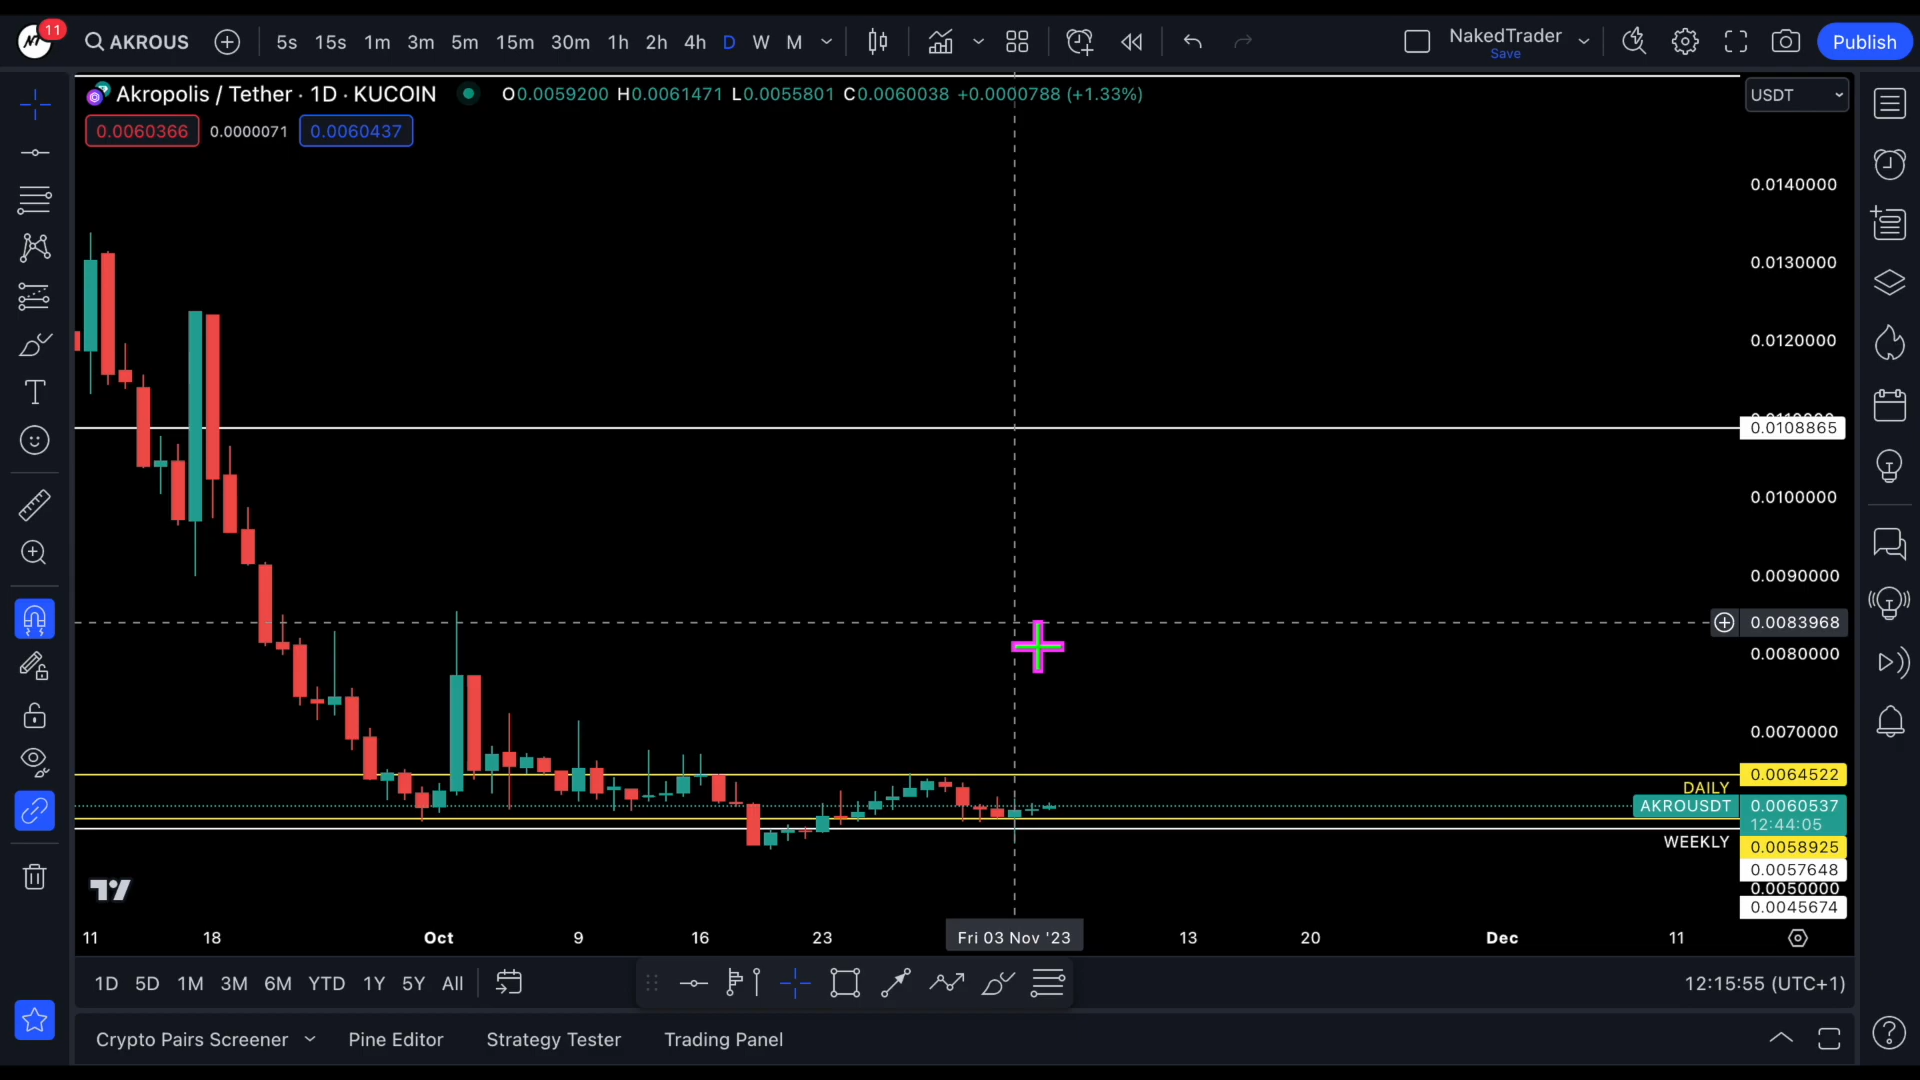 11
AKROUS
5s 15s 1m 3m 5m 15m 30m 1h 2h 4h D W M
NakedTrader
Save
Publish
Akropolis / Tether · 1D · KUCOIN
O0.0059200 H0.0061471 L0.0055801 C0.0060038 +0.0000788 (+1.33%)
USDT
0.0060366 0.0000071 0.0060437
0.0140000
0.0130000
0.0120000
0.0108865
0.0100000
0.0090000
0.0083968
0.0080000
0.0070000
0.0064522
DAILY
AKROUSDT 0.0060537
12:44:05
WEEKLY 0.0058925
0.0057648
0.0050000
0.0045674
11 18 Oct 9 16 23 Fri 03 Nov '23 13 20 Dec 11
1D 5D 1M 3M 6M YTD 1Y 5Y All
12:15:55 (UTC+1)
Crypto Pairs Screener Pine Editor Strategy Tester Trading Panel